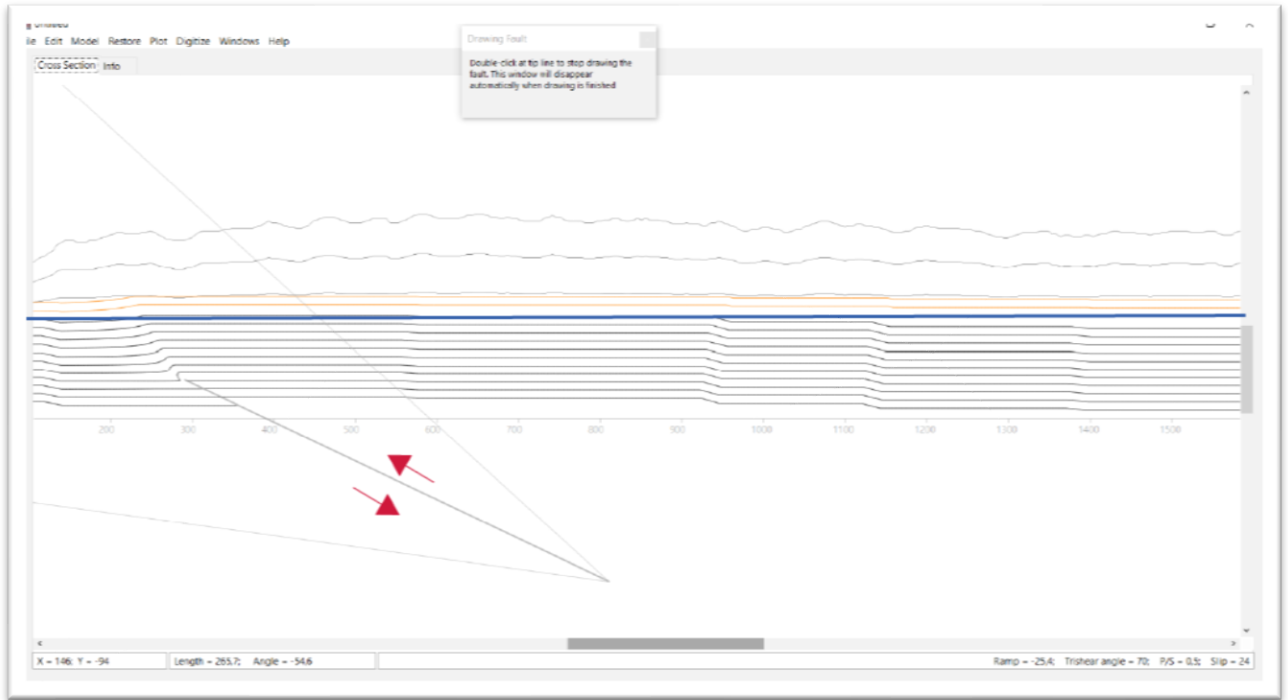 Untitled
ile Edit Model Restore Plot Digitize Windows Help
Cross Section Info
Drawing Fault
Double-click at tip line to stop drawing the
fault. This window will disappear
automatically when drawing is finished
200 300 400 500 600 700 800 900 1000 1100 1200 1300 1400 1500
X = 146; Y = -94 Length = 265.7; Angle = -54.6 Ramp = -25.4; Trishear angle = 70; P/S = 0.5; Slip = 24